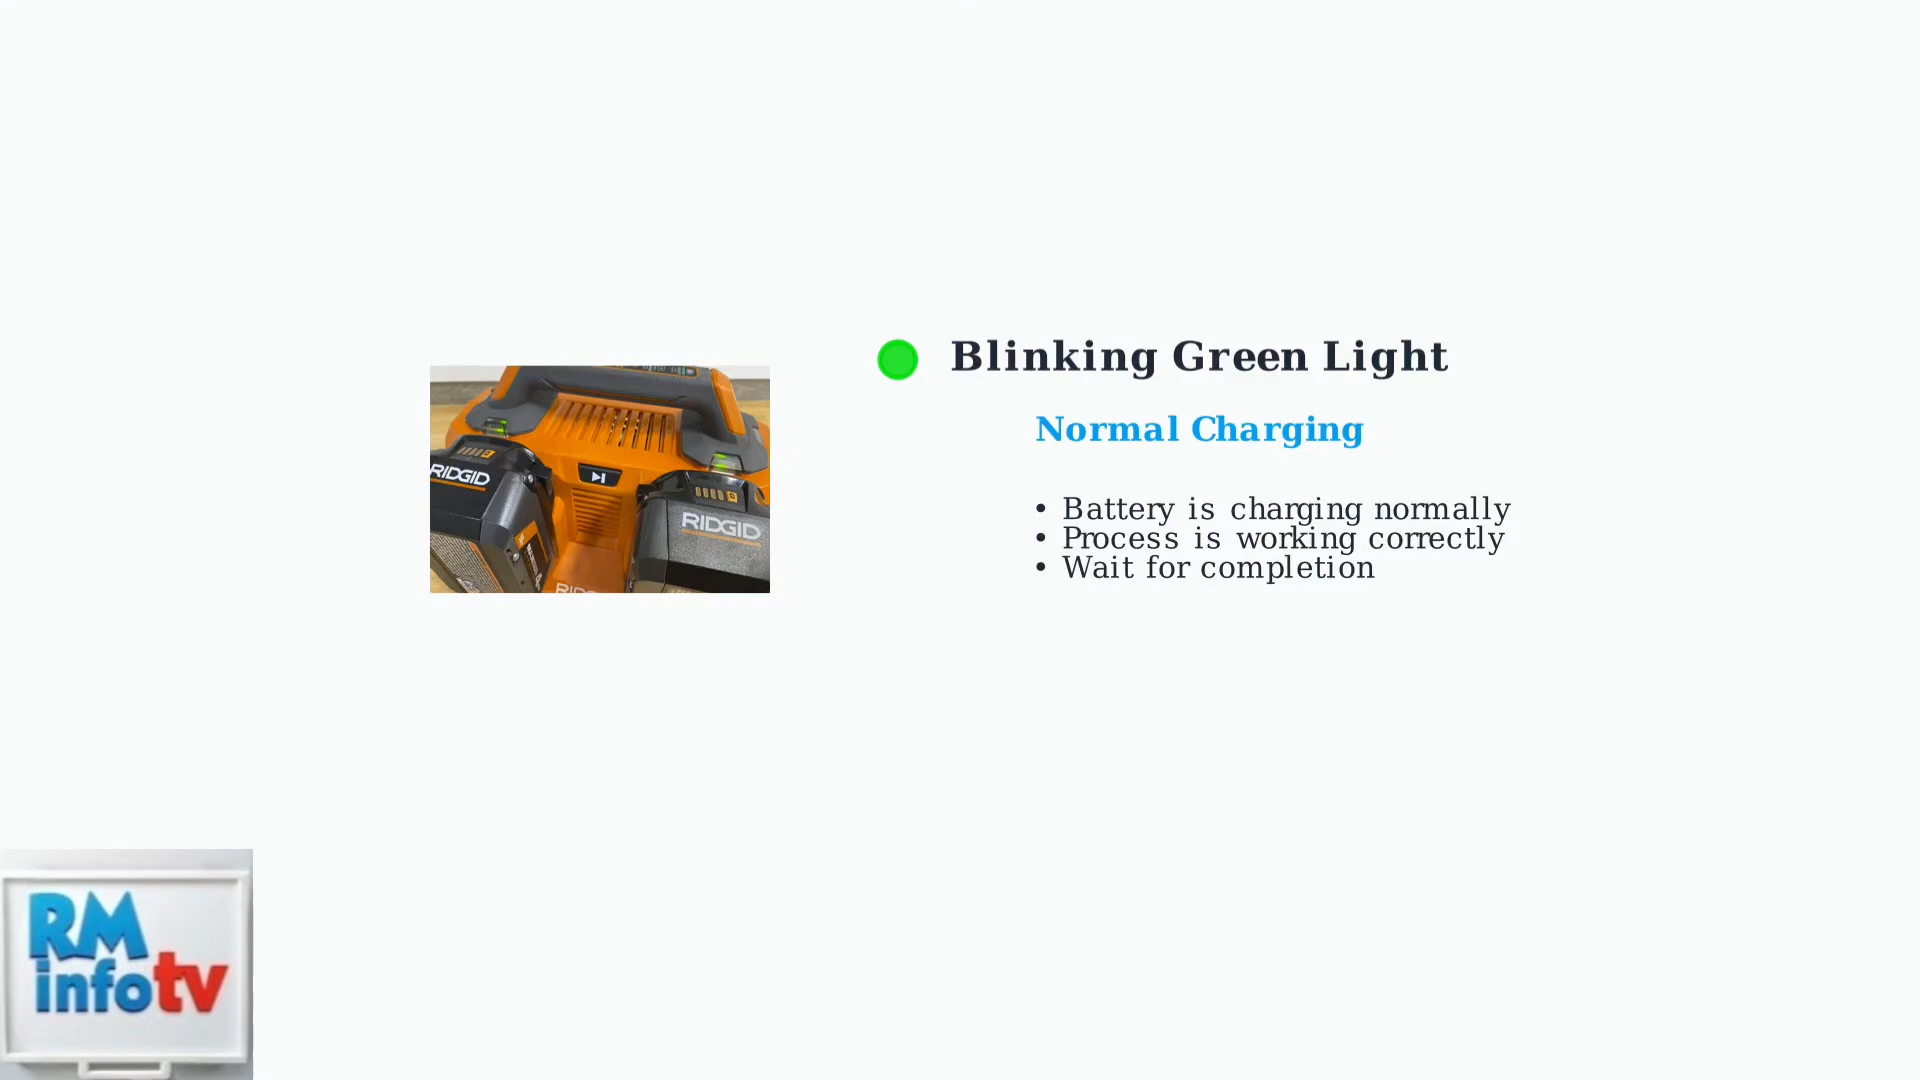 Blinking Green Light
Normal Charging
• Battery is charging normally
• Process is working correctly
• Wait for completion
RIDGID
RIDGID
RM
infotv